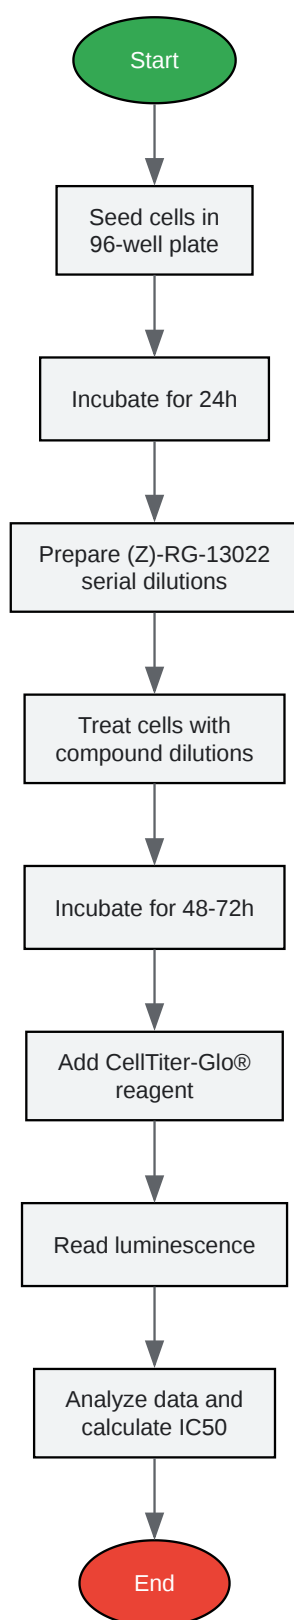 Start
Seed cells in
96-well plate
Incubate for 24h
Prepare (Z)-RG-13022
serial dilutions
Treat cells with
compound dilutions
Incubate for 48-72h
Add CellTiter-Glo®
reagent
Read luminescence
Analyze data and
calculate IC50
End